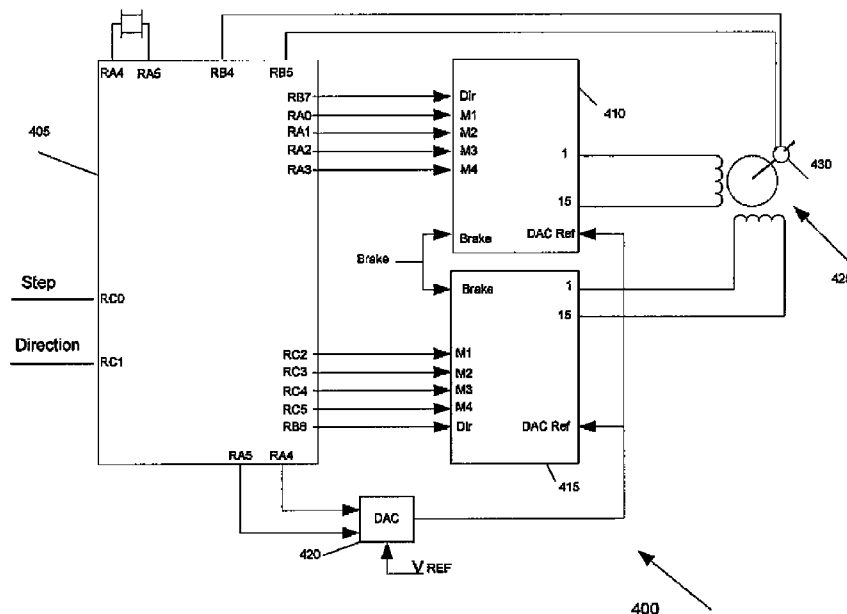 RA4 RA5 RB4 RB5
405
RB7
RA0
RA1
RA2
RA3
Dir
M1
M2
M3
M4
410
1
15
Brake
DAC Ref
430
425
Brake
Step
RC0
Direction
RC1
Brake
1
15
RC2
RC3
RC4
RC5
RB6
M1
M2
M3
M4
Dir
DAC Ref
415
RA5 RA4
DAC
420
V REF
400